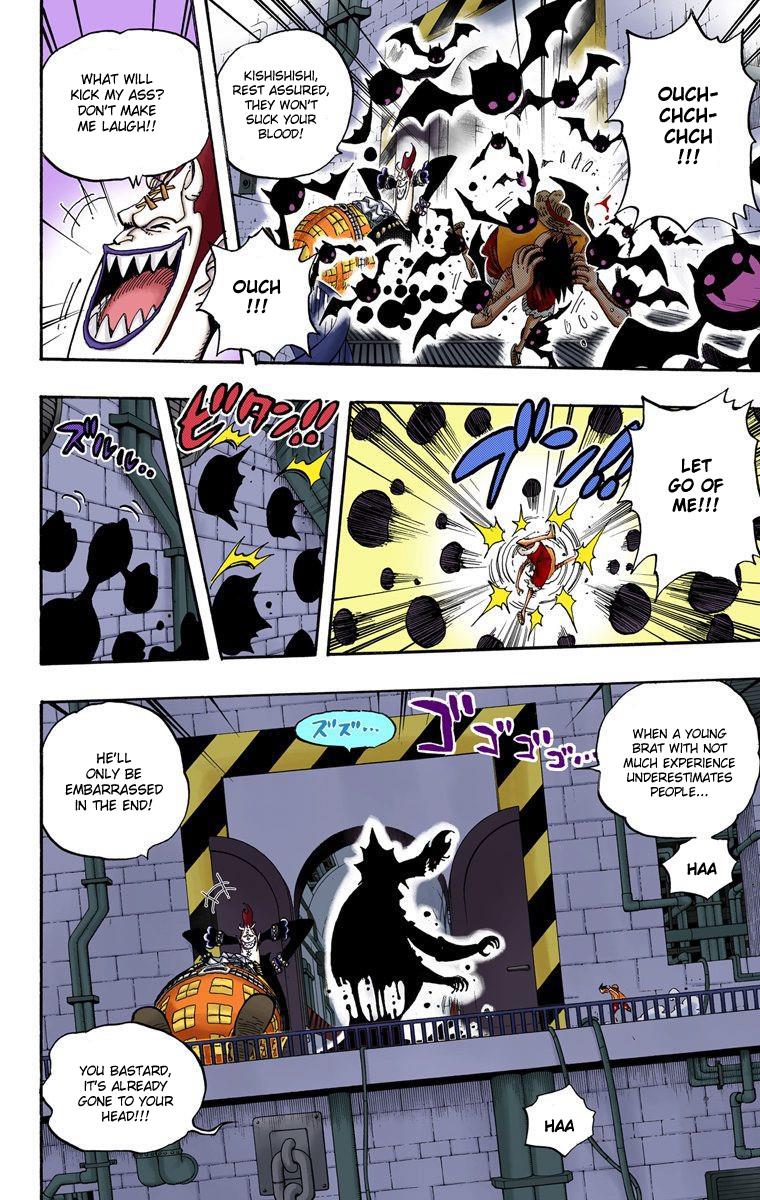 OUCH-
CHCH-
CHCH
!!!
KISHISHISHI,
REST ASSURED,
THEY WON'T
SUCK YOUR
BLOOD!
WHAT WILL
KICK MY ASS?
DON'T MAKE
ME LAUGH!!
OUCH
!!!
LET
GO OF
ME!!!
ブーン!!
ビタン!!
ズルル..
WHEN A YOUNG
BRAT WITH NOT
MUCH EXPERIENCE
UNDERESTIMATES
PEOPLE...
HAA
ゴゴゴゴ...
ズズ...
HE'LL
ONLY BE
EMBARRASSED
IN THE END!
YOU BASTARD,
IT'S ALREADY
GONE TO YOUR
HEAD!!!
HAA